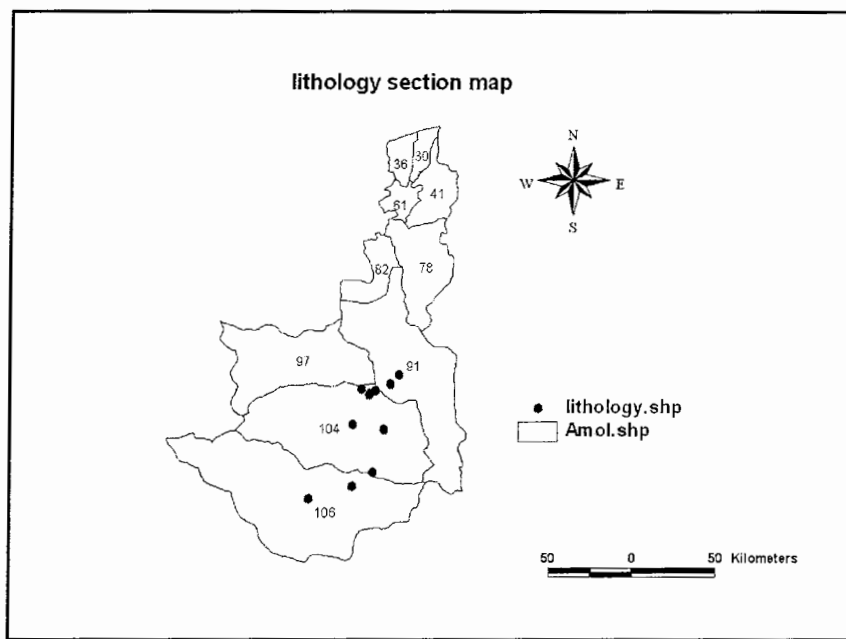 lithology section map
N
W E
S
36 30
61 41
82 78
97 91
104
106
lithology.shp
Amol.shp
50 0 50 Kilometers